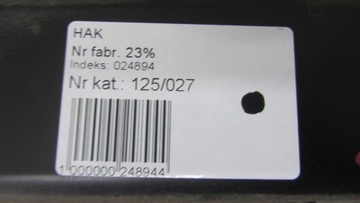 HAK
Nr fabr. 23%
Indeks: 024894
Nr kat.: 125/027
1 000000 248944